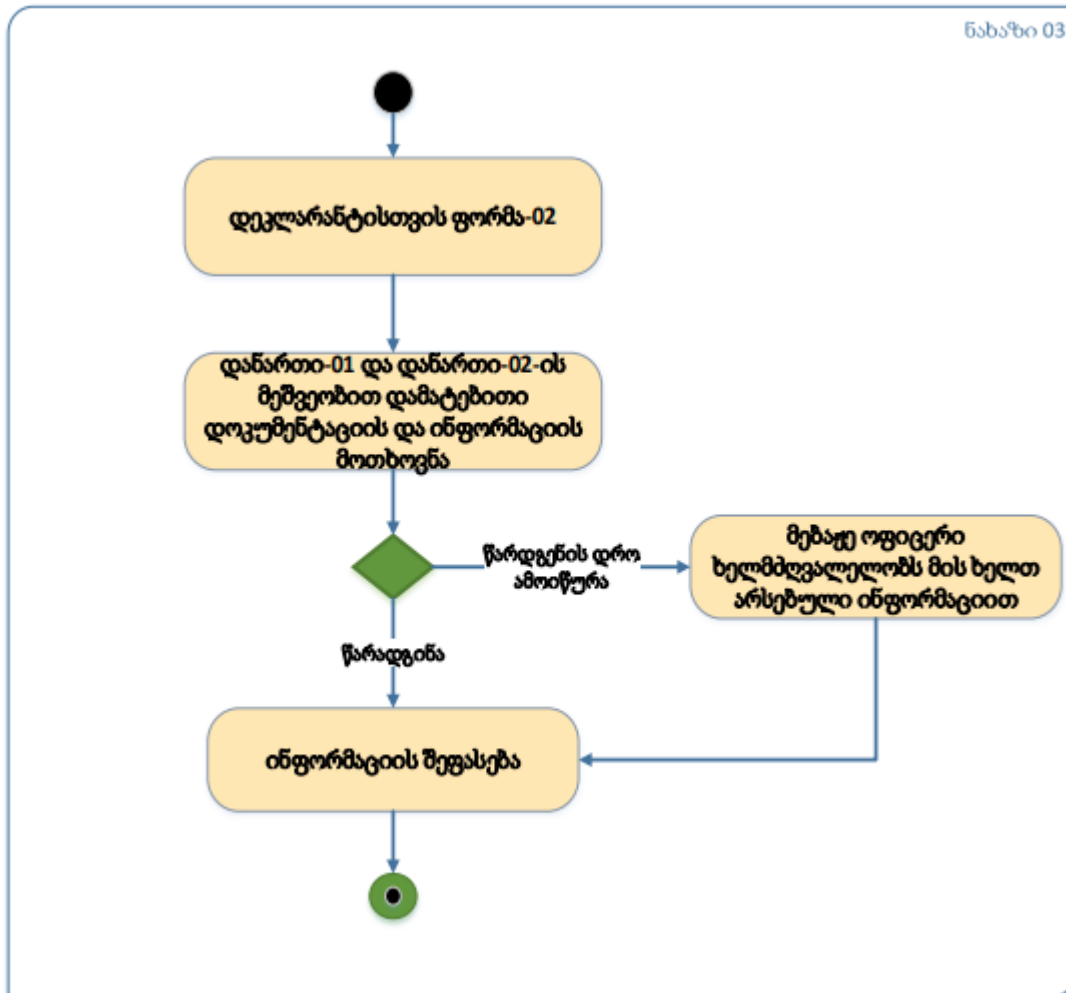 ნახაზი 03
დეკლარანტისთვის ფორმა-02
დანართი-01 და დანართი-02-ის
მეშვეობით დამატებითი
დოკუმენტაციის და ინფორმაციის
მოთხოვნა
წარდგენის დრო
ამოიწურა
მებაჟე ოფიცერი
ხელმძღვალელობს მის ხელთ
არსებული ინფორმაციით
წარადგინა
ინფორმაციის შეფასება